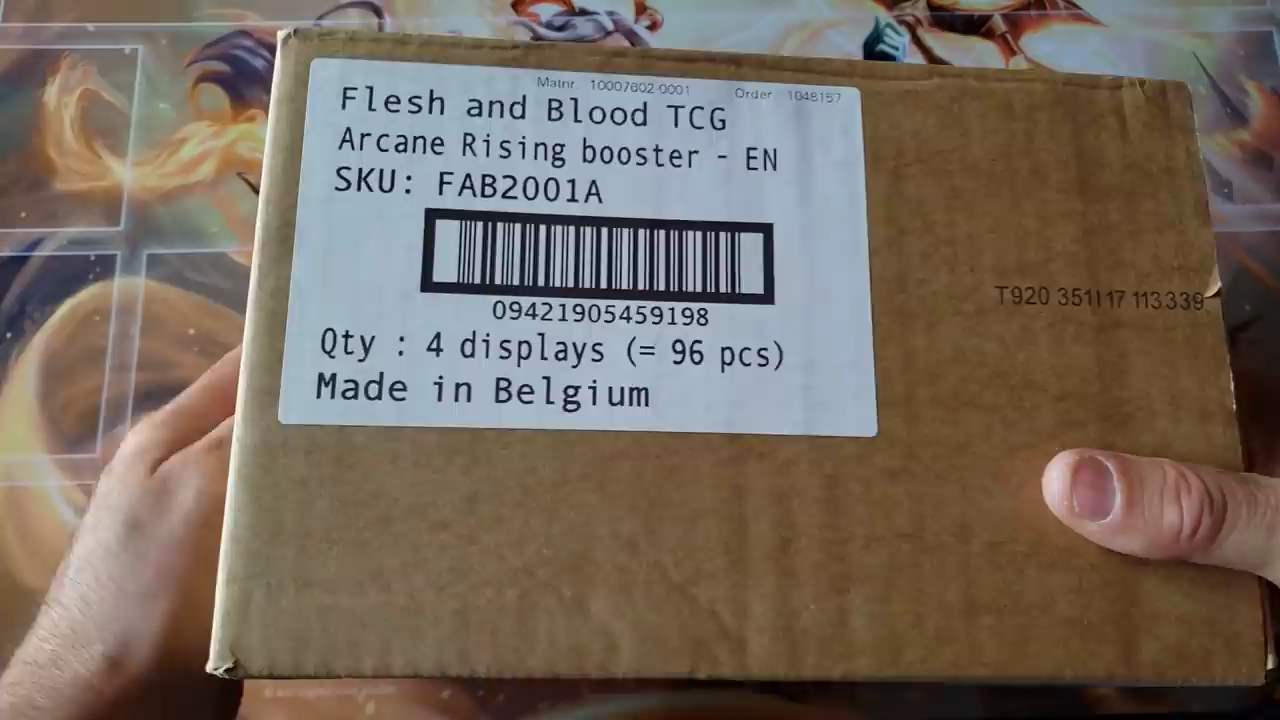 Matnr. 10007802-0001 Order 1048157
Flesh and Blood TCG
Arcane Rising booster - EN
SKU: FAB2001A
09421905459198
Qty : 4 displays (= 96 pcs)
Made in Belgium
T920 351117 113339